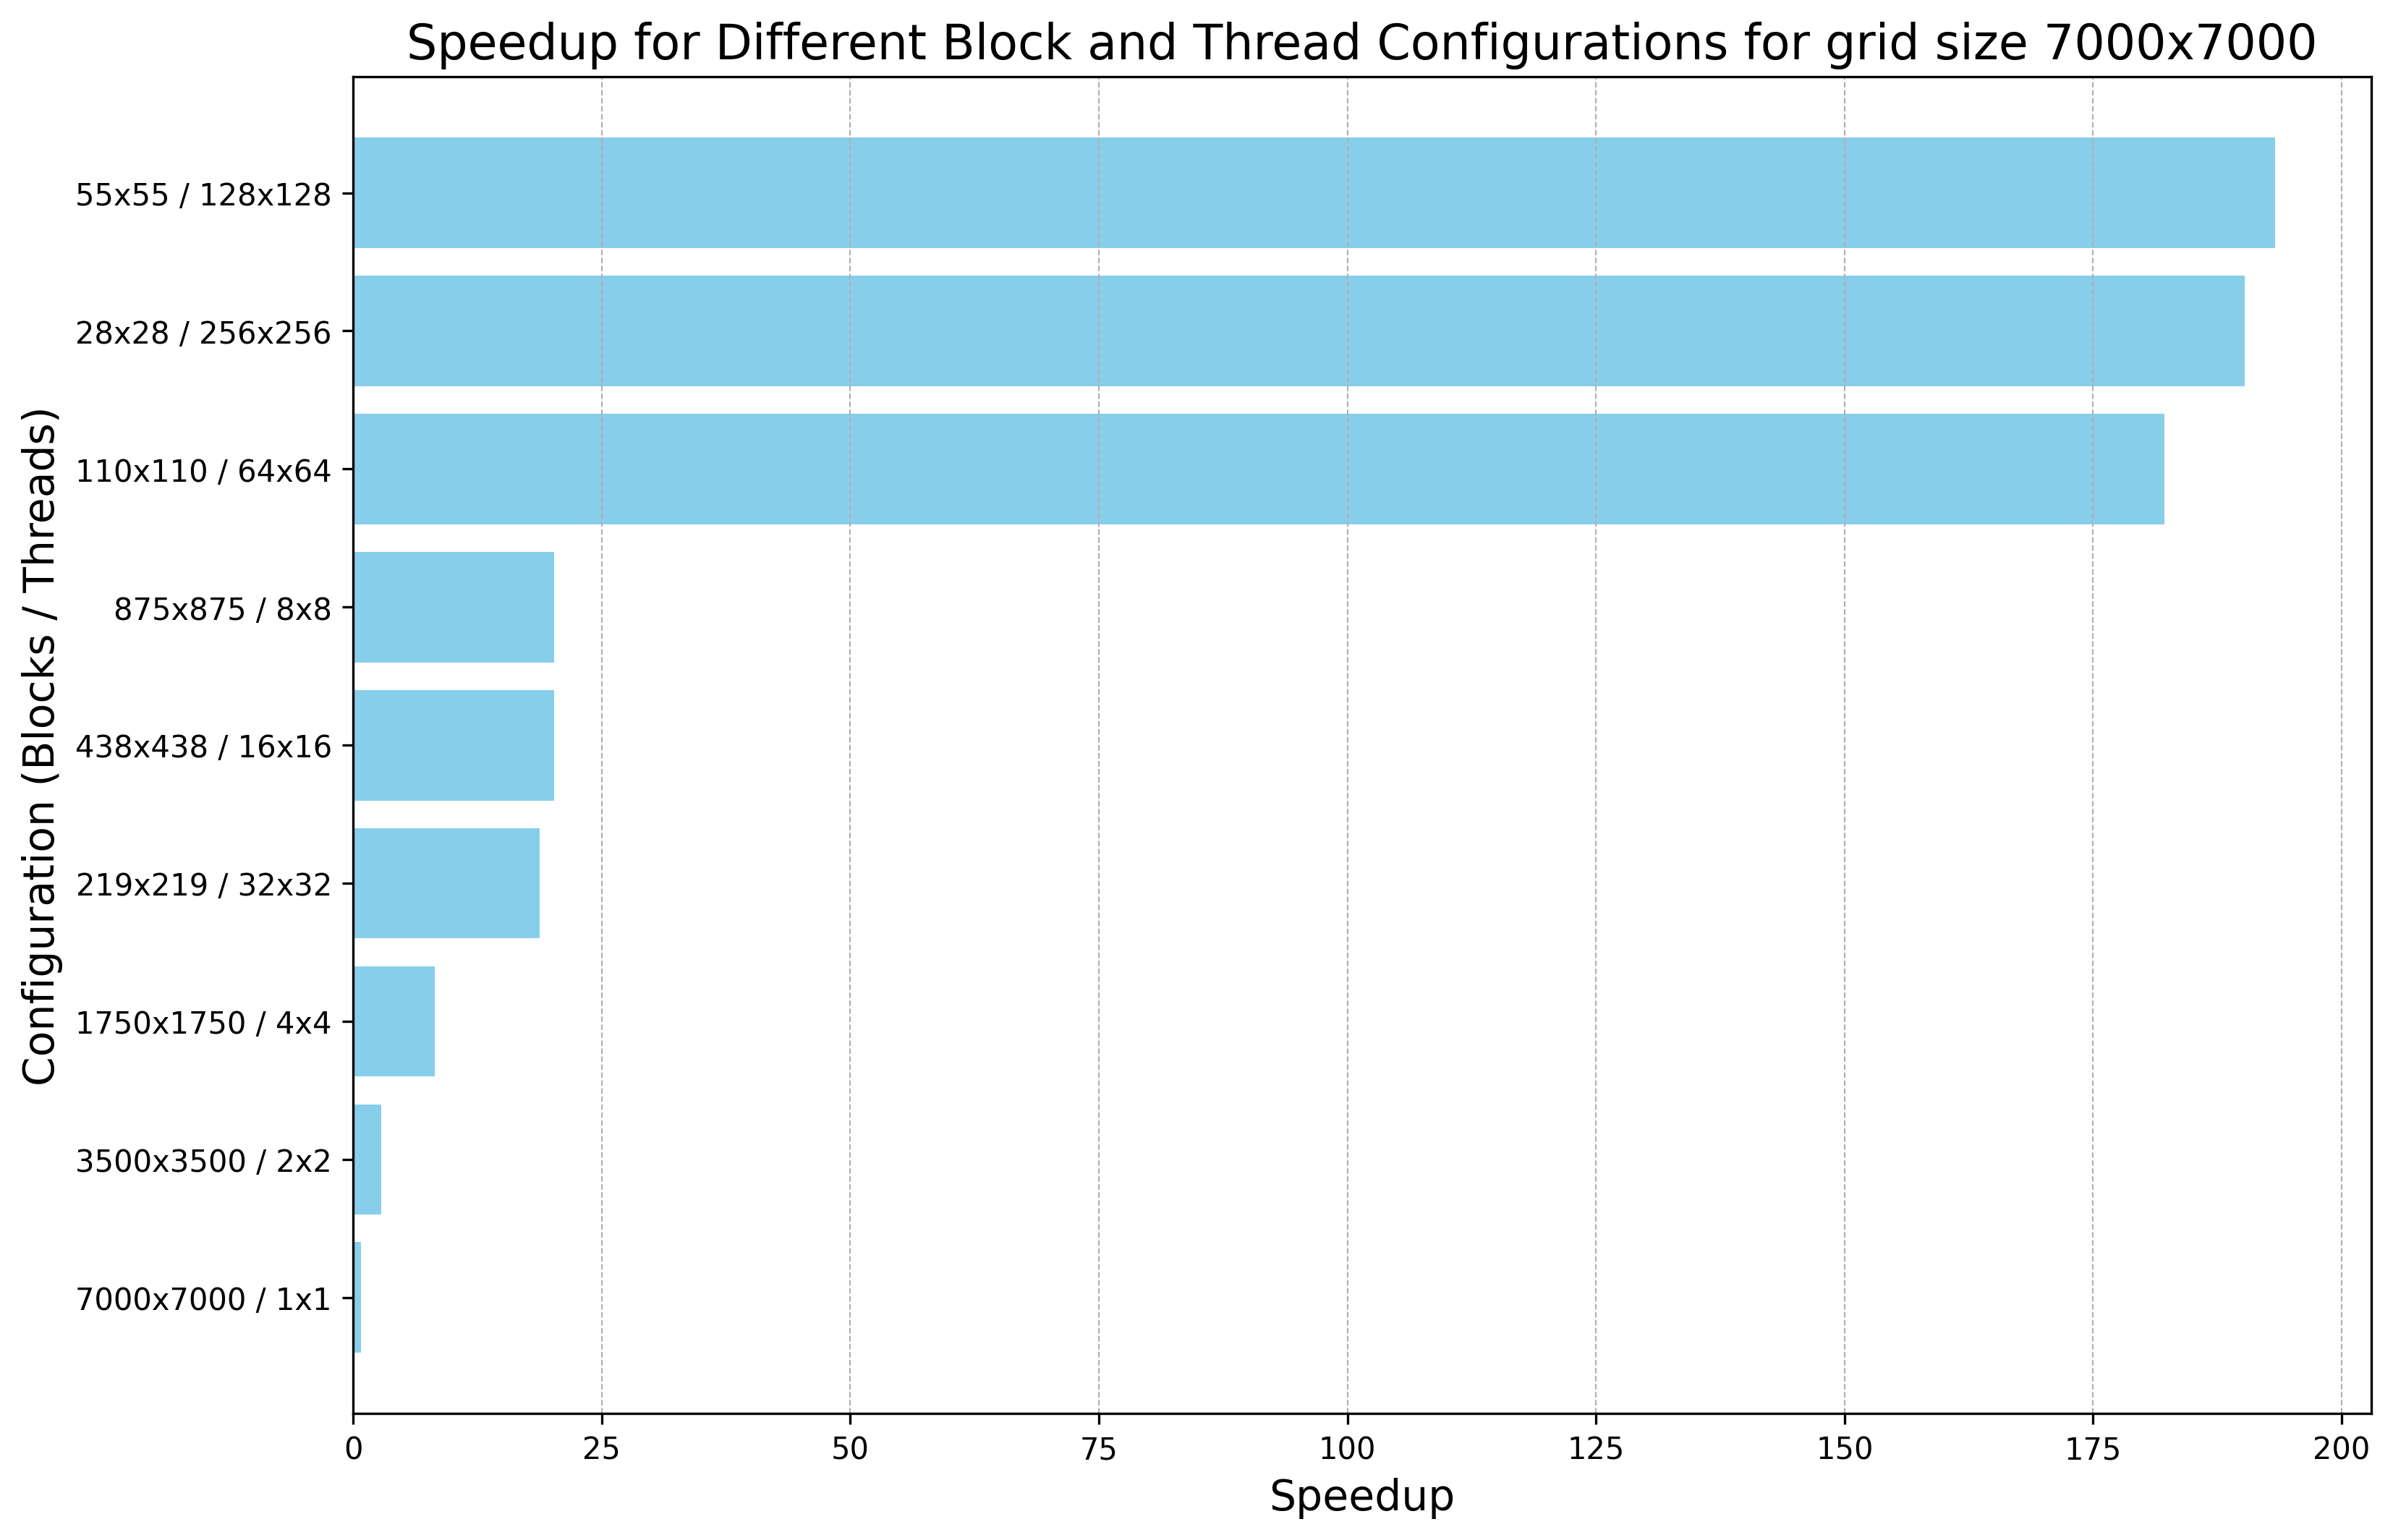 Speedup for Different Block and Thread Configurations for grid size 7000x7000
Configuration (Blocks / Threads)
55x55 / 128x128
28x28 / 256x256
110x110 / 64x64
875x875 / 8x8
438x438 / 16x16
219x219 / 32x32
1750x1750 / 4x4
3500x3500 / 2x2
7000x7000 / 1x1
0 25 50 75 100 125 150 175 200
Speedup